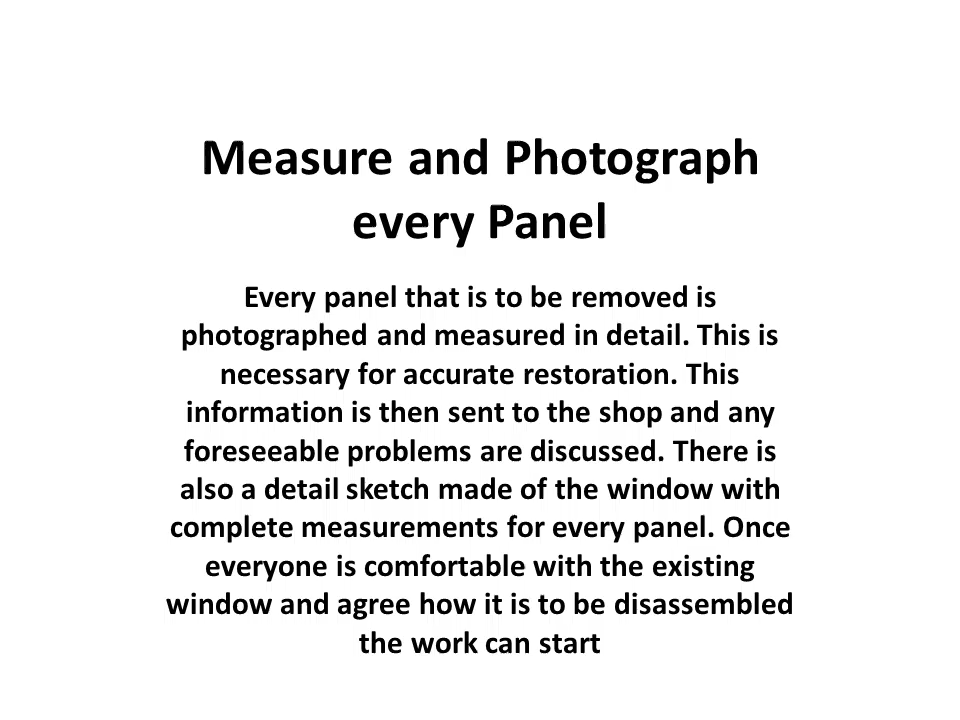 Measure and Photograph
every Panel
Every panel that is to be removed is
photographed and measured in detail. This is
necessary for accurate restoration. This
information is then sent to the shop and any
foreseeable problems are discussed. There is
also a detail sketch made of the window with
complete measurements for every panel. Once
everyone is comfortable with the existing
window and agree how it is to be disassembled
the work can start